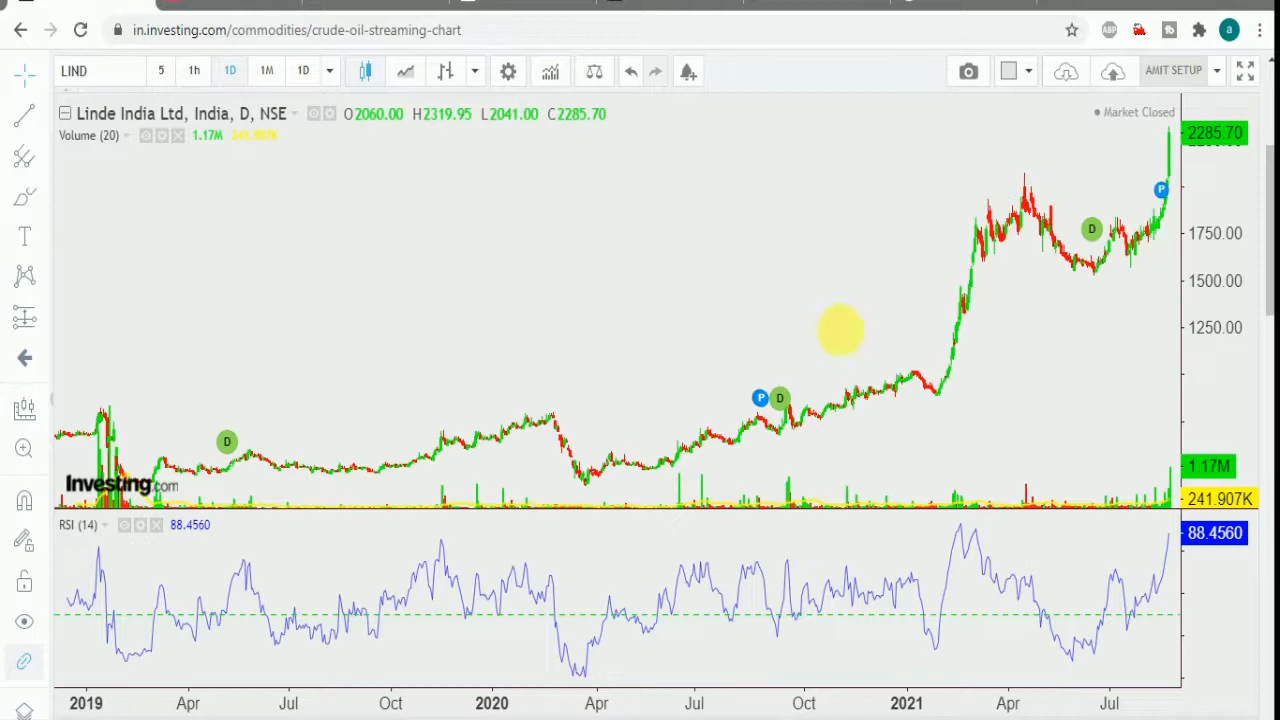 in.investing.com/commodities/crude-oil-streaming-chart
ABP
a
LIND 5 1h 1D 1M 1D AMIT SETUP
Linde India Ltd, India, D, NSE O2060.00 H2319.95 L2041.00 C2285.70 Market Closed
Volume (20) 1.17M 241.907K
2285.70
P
1750.00
D
1500.00
1250.00
P D
D
1.17M
Investing.com
241.907K
RSI (14) 88.4560
88.4560
2019 Apr Jul Oct 2020 Apr Jul Oct 2021 Apr Jul